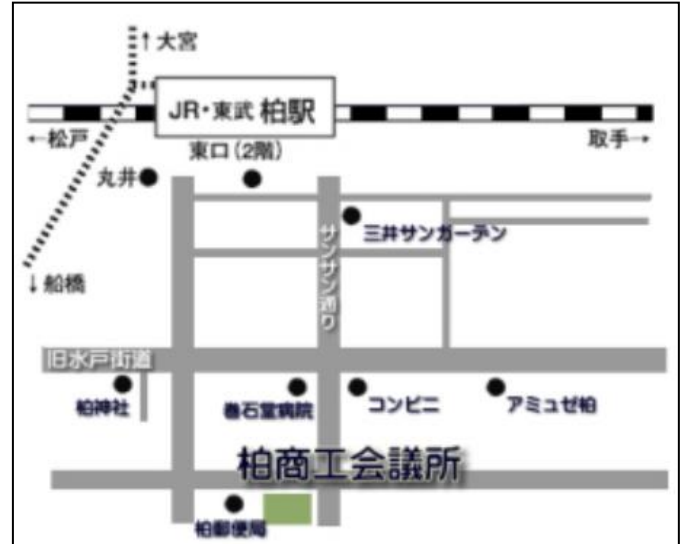 ↑大宮
JR・東武 柏駅
←松戸
取手→
東口(2階)
丸井
三井サンガーデン
サンサン通り
↓船橋
旧水戸街道
柏神社
巻石堂病院
コンビニ
アミュゼ柏
柏商工会議所
柏郵便局